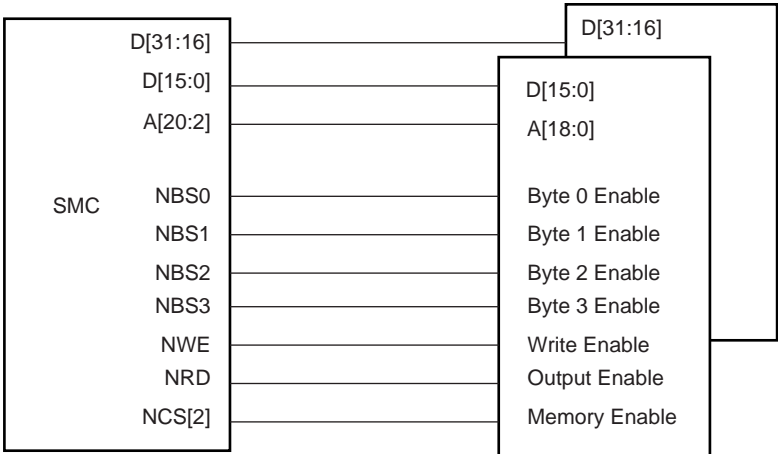 D[31:16] D[31:16]
D[15:0] D[15:0]
A[20:2] A[18:0]
SMC
NBS0 Byte 0 Enable
NBS1 Byte 1 Enable
NBS2 Byte 2 Enable
NBS3 Byte 3 Enable
NWE Write Enable
NRD Output Enable
NCS[2] Memory Enable